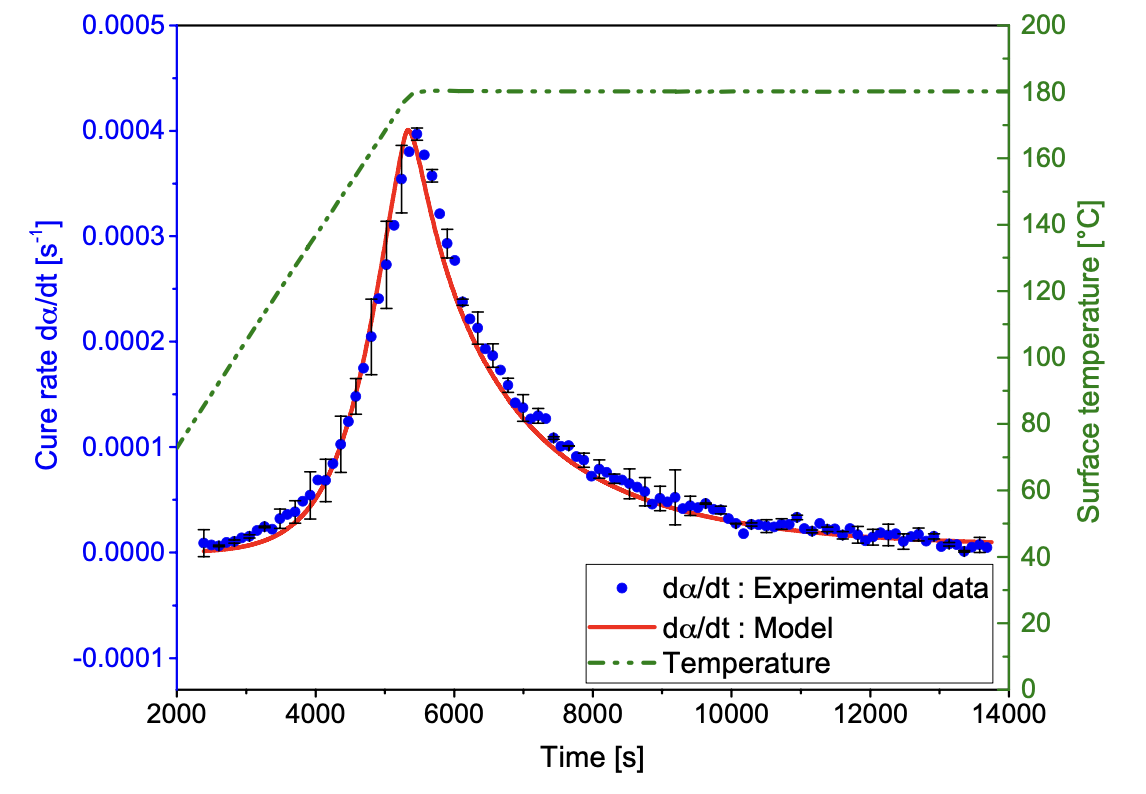 0.0005
0.0004
0.0003
0.0002
0.0001
0.0000
-0.0001
Cure rate dα/dt [s⁻¹]
200
180
160
140
120
100
80
60
40
20
0
Surface temperature [°C]
dα/dt : Experimental data
dα/dt : Model
Temperature
2000 4000 6000 8000 10000 12000 14000
Time [s]